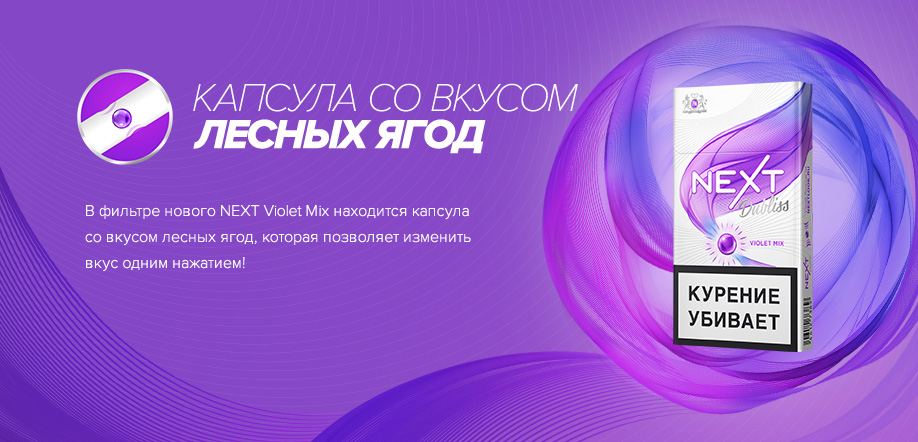 КАПСУЛА СО ВКУСОМ
ЛЕСНЫХ ЯГОД
В фильтре нового NEXT Violet Mix находится капсула
со вкусом лесных ягод, которая позволяет изменить
вкус одним нажатием!
NEXT
Dubliss
VIOLET MIX
КУРЕНИЕ
УБИВАЕТ
NEXT